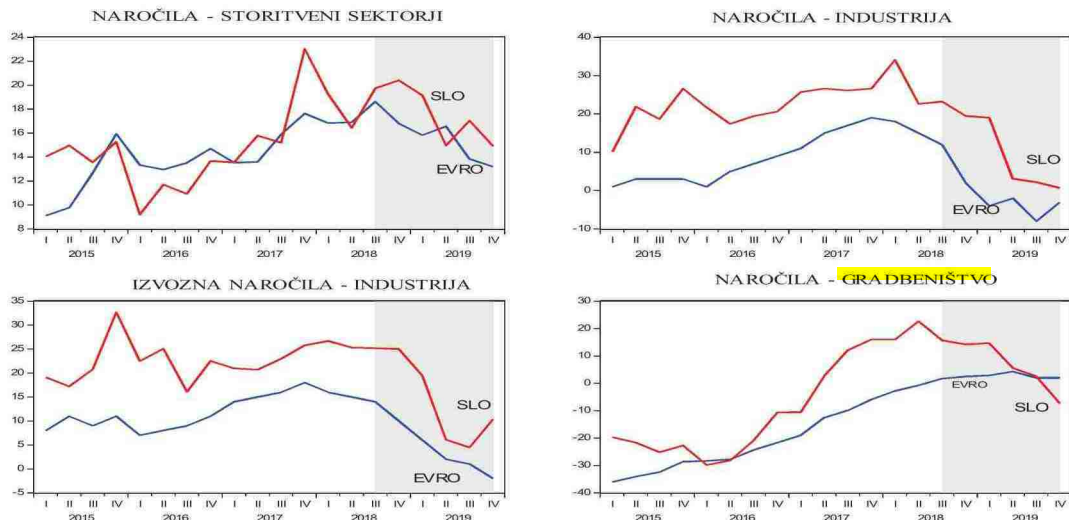 NAROČILA - STORITVENI SEKTORJI
24
22
20
18
16
14
12
10
8
SLO
EVRO
I II III IV I II III IV I II III IV I II III IV I II III IV
2015 2016 2017 2018 2019
NAROČILA - INDUSTRIJA
40
30
20
10
0
-10
SLO
EVRO
I II III IV I II III IV I II III IV I II III IV I II III IV
2015 2016 2017 2018 2019
IZVOZNA NAROČILA - INDUSTRIJA
35
30
25
20
15
10
5
0
-5
SLO
EVRO
I II III IV I II III IV I II III IV I II III IV I II III IV
2015 2016 2017 2018 2019
NAROČILA - GRADBENIŠTVO
30
20
10
0
-10
-20
-30
-40
EVRO
SLO
I II III IV I II III IV I II III IV I II III IV I II III IV
2015 2016 2017 2018 2019